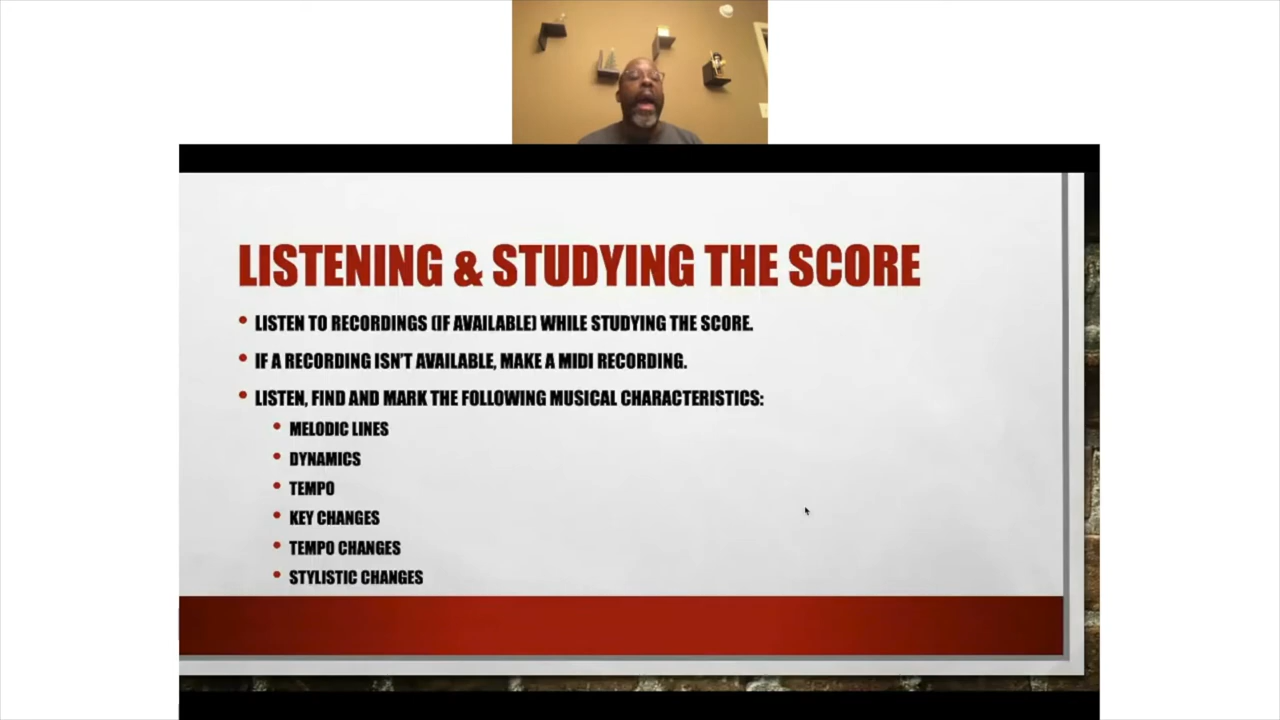 LISTENING & STUDYING THE SCORE
• LISTEN TO RECORDINGS (IF AVAILABLE) WHILE STUDYING THE SCORE.
• IF A RECORDING ISN'T AVAILABLE, MAKE A MIDI RECORDING.
• LISTEN, FIND AND MARK THE FOLLOWING MUSICAL CHARACTERISTICS:
• MELODIC LINES
• DYNAMICS
• TEMPO
• KEY CHANGES
• TEMPO CHANGES
• STYLISTIC CHANGES